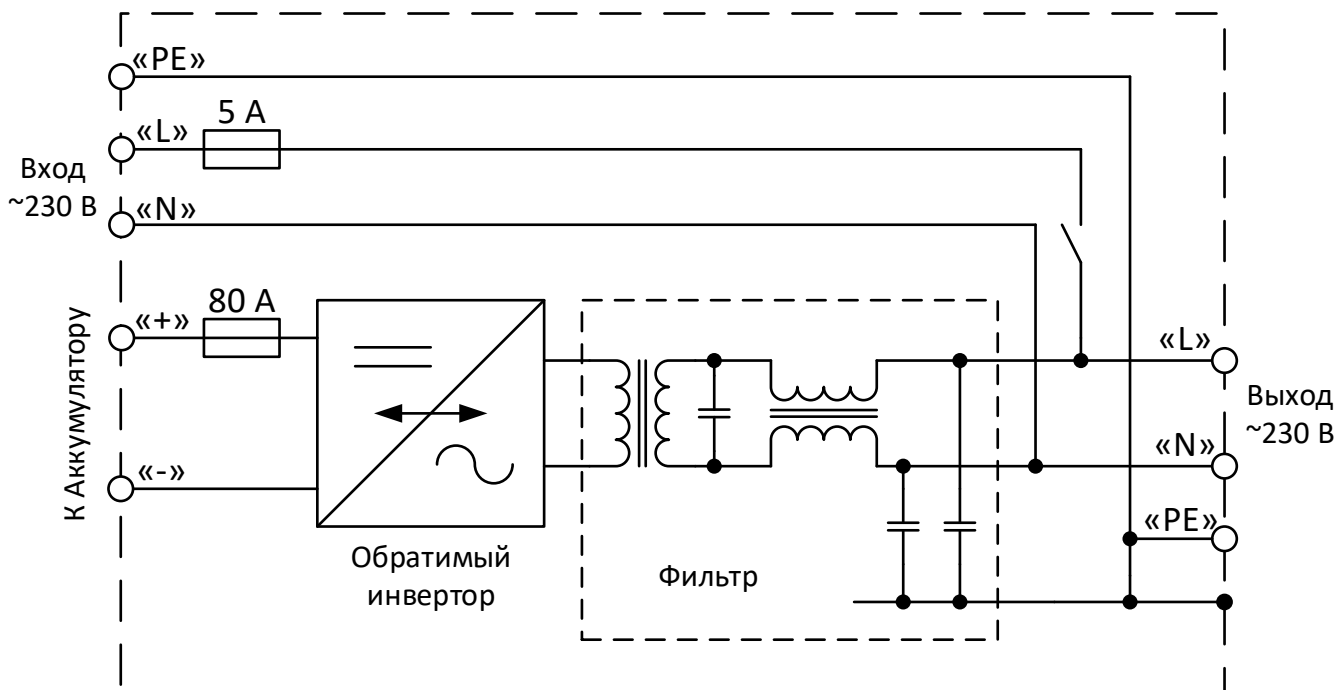 «PE»
5 А
«L»
Вход
~230 В
«N»
80 А
«+»
К Аккумулятору
«-»
Обратимый
инвертор
Фильтр
«L»
Выход
~230 В
«N»
«PE»